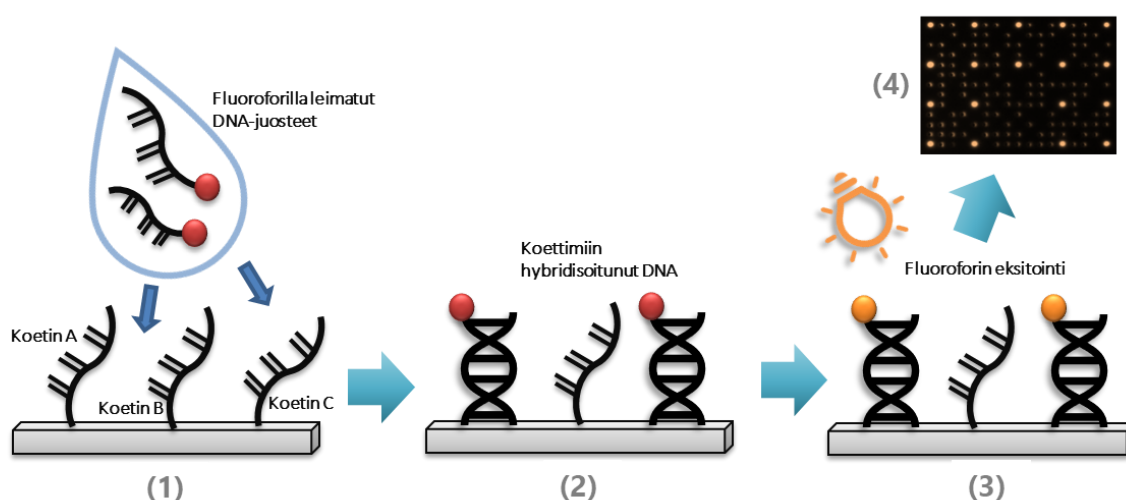 Fluoroforilla leimatut
DNA-juosteet
Koetin A
Koetin B
Koetin C
(1)
Koettimiin
hybridisoitunut DNA
(2)
(4)
Fluoroforin eksitointi
(3)